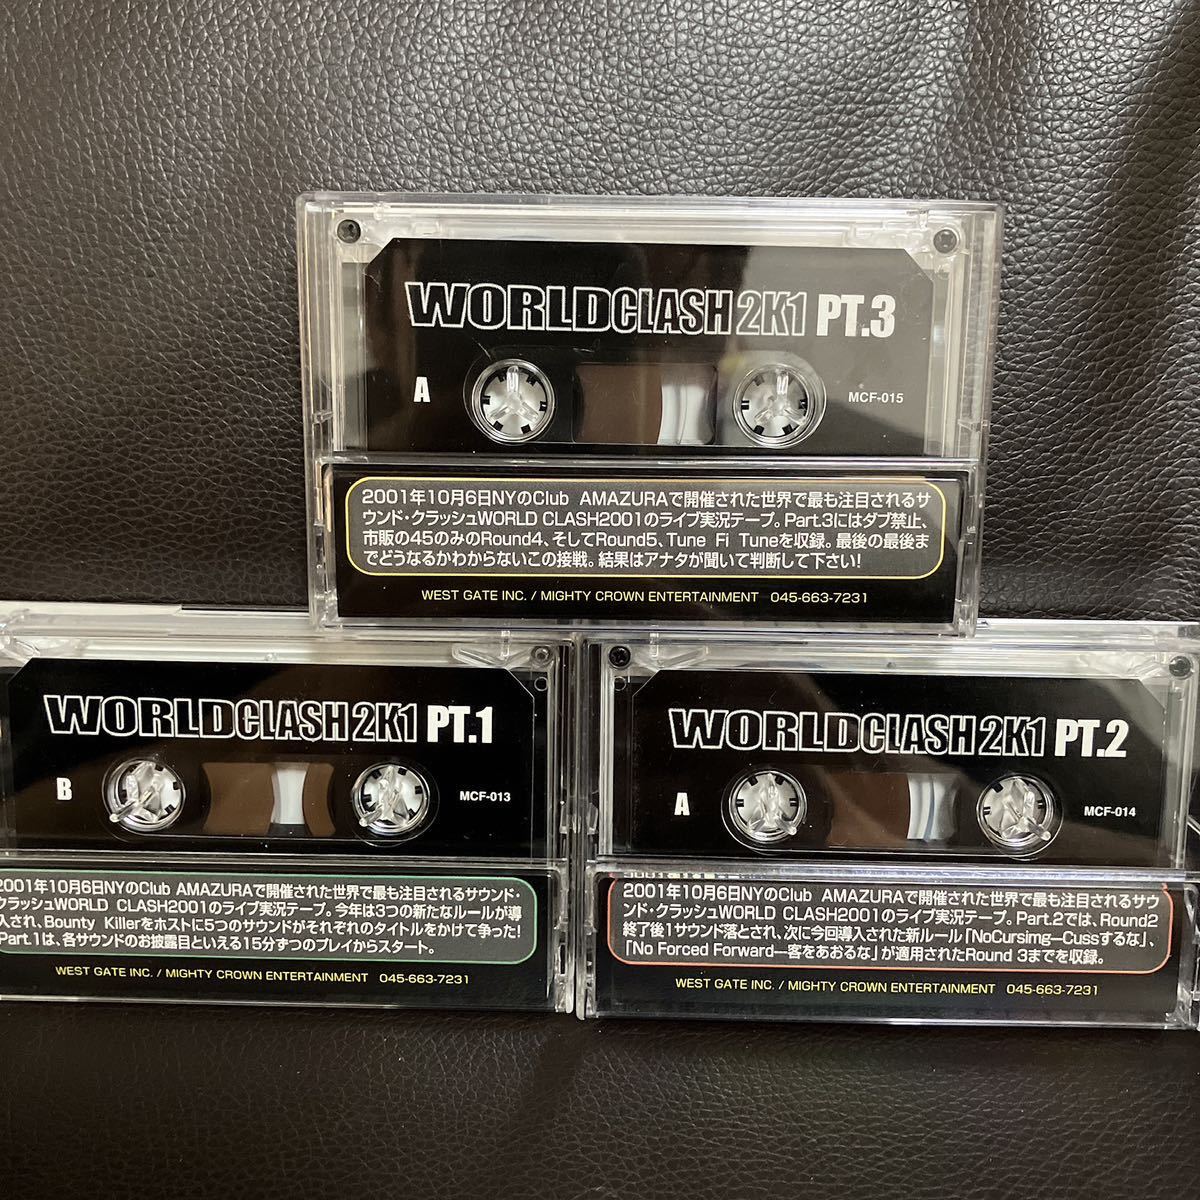 WORLDCLASH 2K1 PT.3
A
MCF-015
2001年10月6日NYのClub AMAZURAで開催された世界で最も注目されるサ
ウンド・クラッシュWORLD CLASH2001のライブ実況テープ。Part.3にはダブ禁止、
市販の45のみのRound4、そしてRound5、Tune Fi Tuneを収録。最後の最後ま
でどうなるかわからないこの接戦。結果はアナタが聞いて判断して下さい!
WEST GATE INC. / MIGHTY CROWN ENTERTAINMENT 045-663-7231
WORLDCLASH 2K1 PT.1
B
MCF-013
2001年10月6日NYのClub AMAZURAで開催された世界で最も注目されるサウンド・
クラッシュWORLD CLASH2001のライブ実況テープ。今年は3つの新たなルールが導
入され、Bounty Killerをホストに5つのサウンドがそれぞれのタイトルをかけて争った!
Part.1は、各サウンドのお披露目といえる15分ずつのプレイからスタート。
WEST GATE INC. / MIGHTY CROWN ENTERTAINMENT 045-663-7231
WORLDCLASH 2K1 PT.2
A
MCF-014
2001年10月6日NYのClub AMAZURAで開催された世界で最も注目されるサウ
ンド・クラッシュWORLD CLASH2001のライブ実況テープ。Part.2では、Round2
終了後1サウンド落とされ、次に今回導入された新ルール「NoCursimg―Cussするな」、
「No Forced Forward―客をあおるな」が適用されたRound 3までを収録。
WEST GATE INC. / MIGHTY CROWN ENTERTAINMENT 045-663-7231